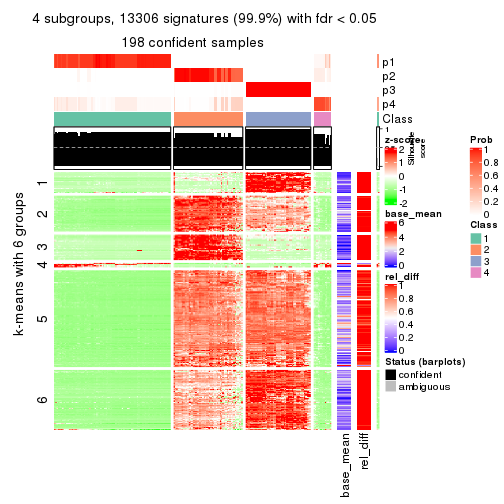 4 subgroups, 13306 signatures (99.9%) with fdr < 0.05
198 confident samples
p1
p2
p3
p4
Class
1
0
Silhouette
score
k-means with 6 groups
1
2
3
4
5
6
base_mean
rel_diff
z-score
2
1
0
-1
-2
base_mean
6
4
2
0
rel_diff
1
0.8
0.6
0.4
0.2
0
Status (barplots)
confident
ambiguous
Prob
1
0.8
0.6
0.4
0.2
0
Class
1
2
3
4